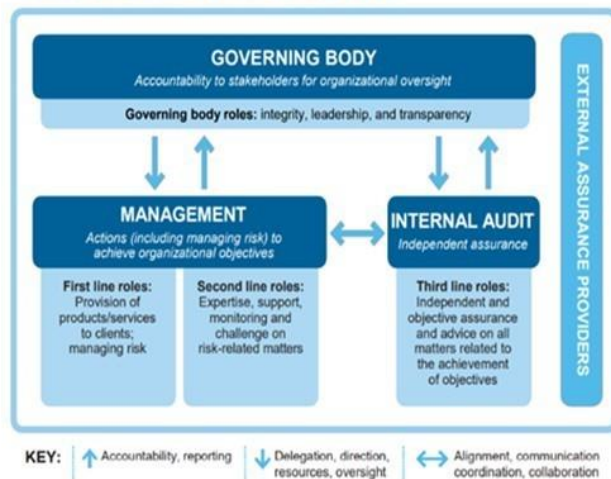 GOVERNING BODY
Accountability to stakeholders for organizational oversight
Governing body roles: integrity, leadership, and transparency
MANAGEMENT
Actions (including managing risk) to
achieve organizational objectives
First line roles:
Provision of
products/services
to clients;
managing risk
Second line roles:
Expertise, support,
monitoring and
challenge on
risk-related matters
INTERNAL AUDIT
Independent assurance
Third line roles:
Independent and
objective assurance
and advice on all
matters related to
the achievement
of objectives
EXTERNAL ASSURANCE PROVIDERS
KEY:
Accountability, reporting
Delegation, direction,
resources, oversight
Alignment, communication
coordination, collaboration